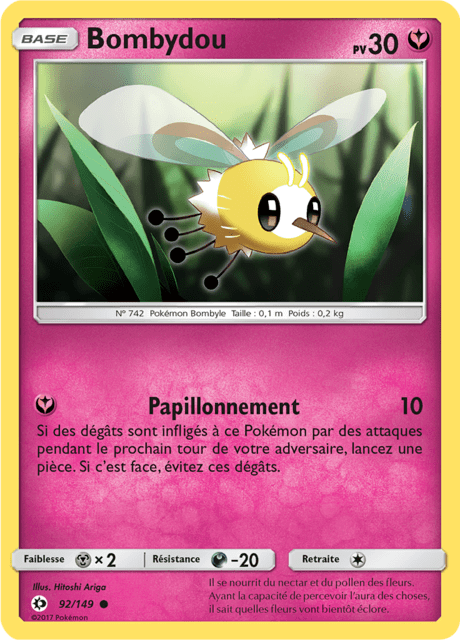 BASE Bombydou PV30
N° 742 Pokémon Bombyle Taille : 0,1 m Poids : 0,2 kg
Papillonnement 10
Si des dégâts sont infligés à ce Pokémon par des attaques
pendant le prochain tour de votre adversaire, lancez une
pièce. Si c'est face, évitez ces dégâts.
Faiblesse × 2 Résistance -20 Retraite
Illus. Hitoshi Ariga
92/149
©2017 Pokémon
Il se nourrit du nectar et du pollen des fleurs.
Ayant la capacité de percevoir l'aura des choses,
il sait quelles fleurs vont bientôt éclore.